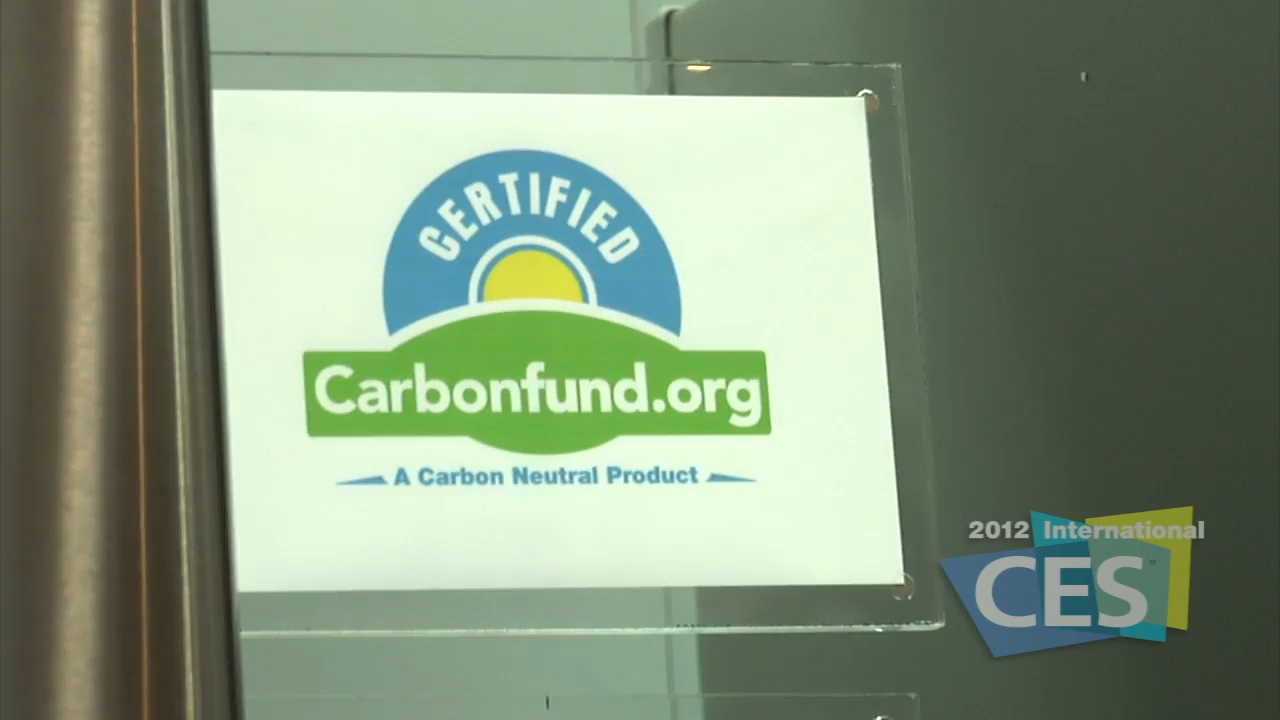 CERTIFIED
Carbonfund.org
A Carbon Neutral Product
2012 International
CES®